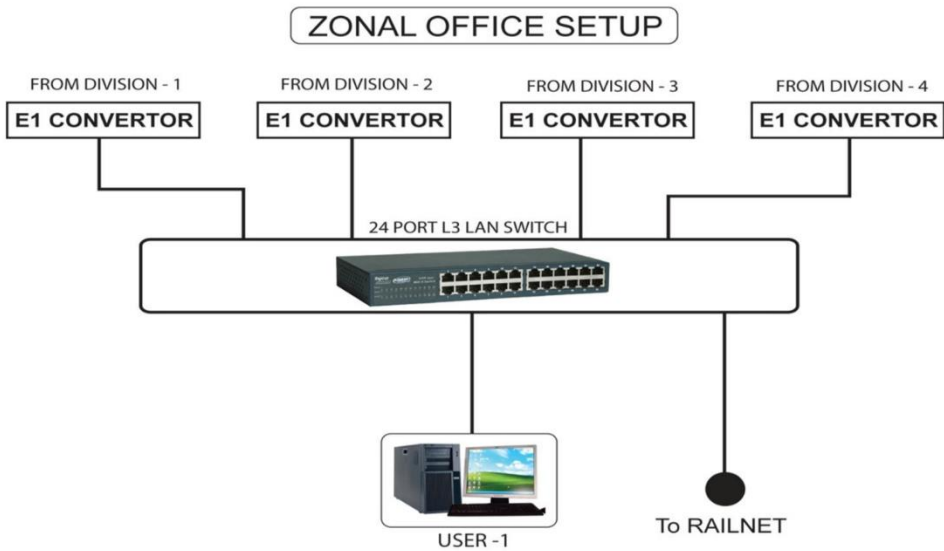 ZONAL OFFICE SETUP
FROM DIVISION - 1
FROM DIVISION - 2
FROM DIVISION - 3
FROM DIVISION - 4
E1 CONVERTOR
E1 CONVERTOR
E1 CONVERTOR
E1 CONVERTOR
24 PORT L3 LAN SWITCH
USER -1
To RAILNET